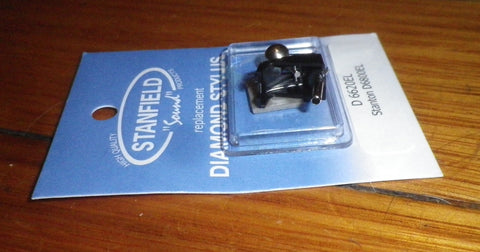 HIGH QUALITY
STANFIELD
"Sound"
PRODUCTS
replacement
DIAMOND STYLUS
D 6620EL
Stanton D6800EL